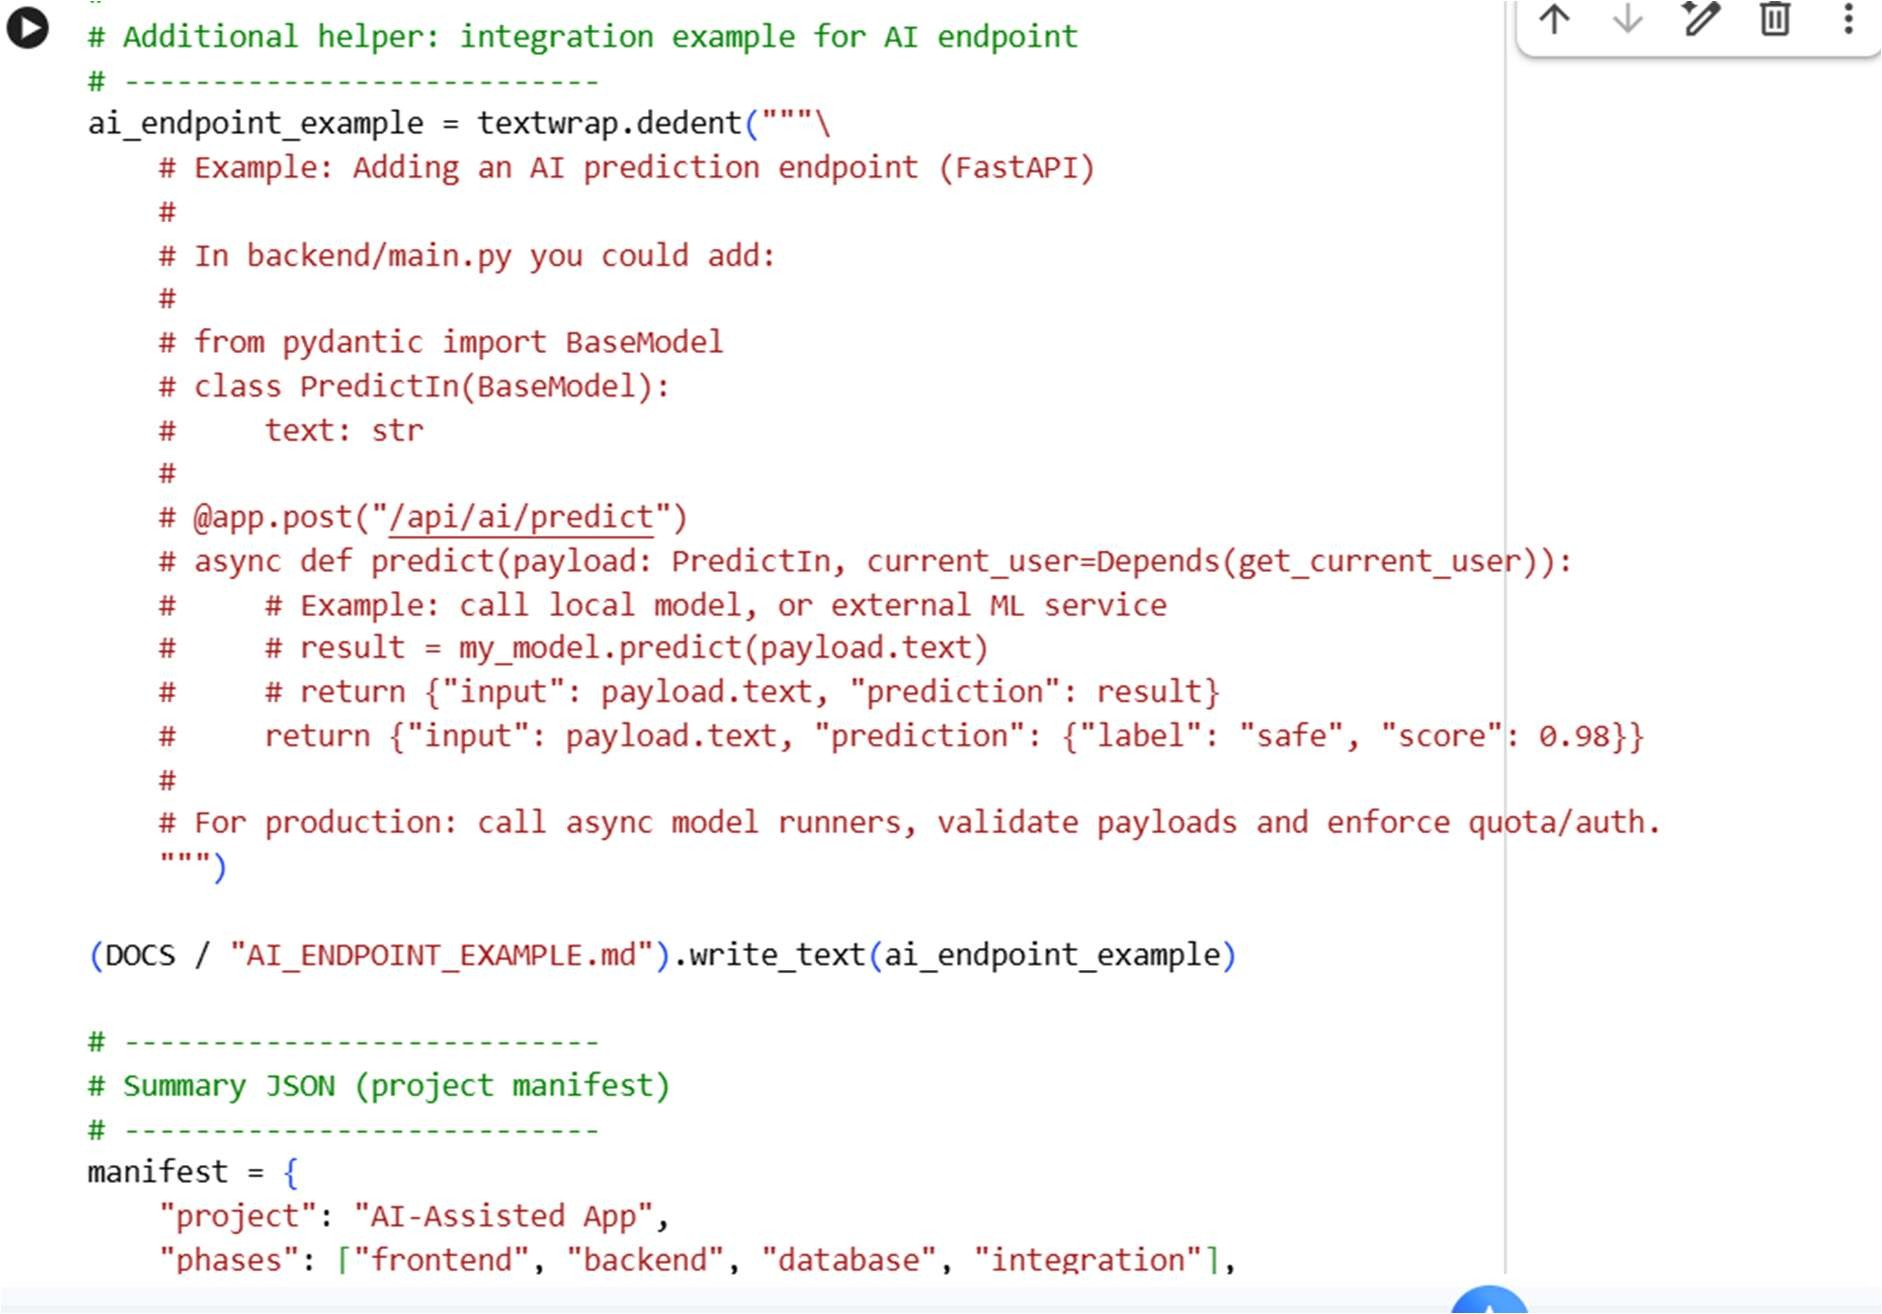 # Additional helper: integration example for AI endpoint
# ---------------------------
ai_endpoint_example = textwrap.dedent("""\
    # Example: Adding an AI prediction endpoint (FastAPI)
    #
    # In backend/main.py you could add:
    #
    # from pydantic import BaseModel
    # class PredictIn(BaseModel):
    #     text: str
    #
    # @app.post("/api/ai/predict")
    # async def predict(payload: PredictIn, current_user=Depends(get_current_user)):
    #     # Example: call local model, or external ML service
    #     # result = my_model.predict(payload.text)
    #     # return {"input": payload.text, "prediction": result}
    #     return {"input": payload.text, "prediction": {"label": "safe", "score": 0.98}}
    #
    # For production: call async model runners, validate payloads and enforce quota/auth.
    """)

(DOCS / "AI_ENDPOINT_EXAMPLE.md").write_text(ai_endpoint_example)

# ---------------------------
# Summary JSON (project manifest)
# ---------------------------
manifest = {
    "project": "AI-Assisted App",
    "phases": ["frontend", "backend", "database", "integration"],